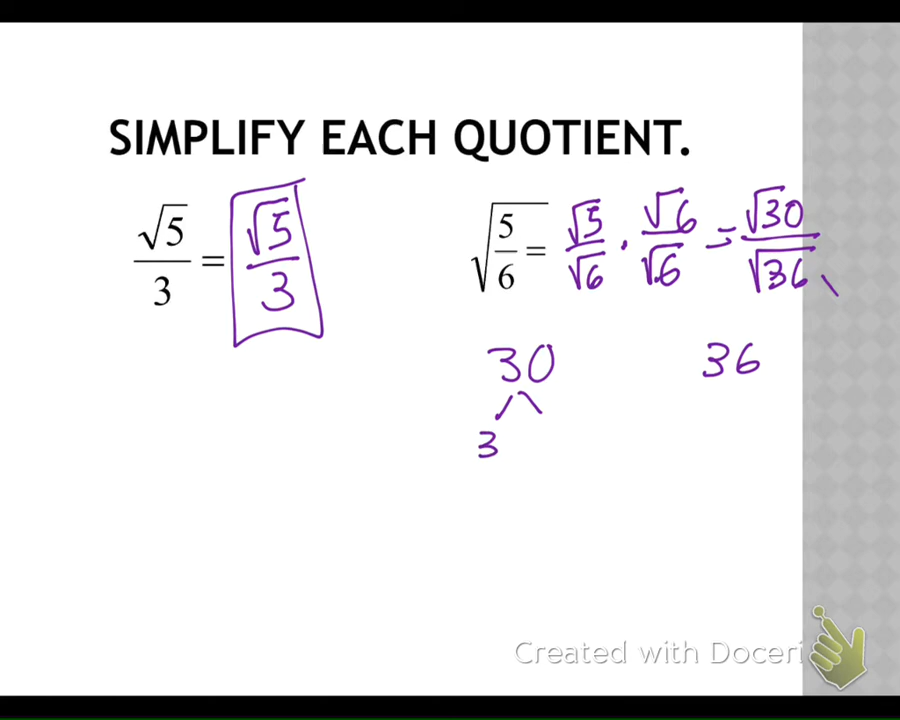 SIMPLIFY EACH QUOTIENT.
√5/3 = √5/3
√(5/6) = √5/√6 · √6/√6 = √30/√36
30 36
3
Created with Doceri